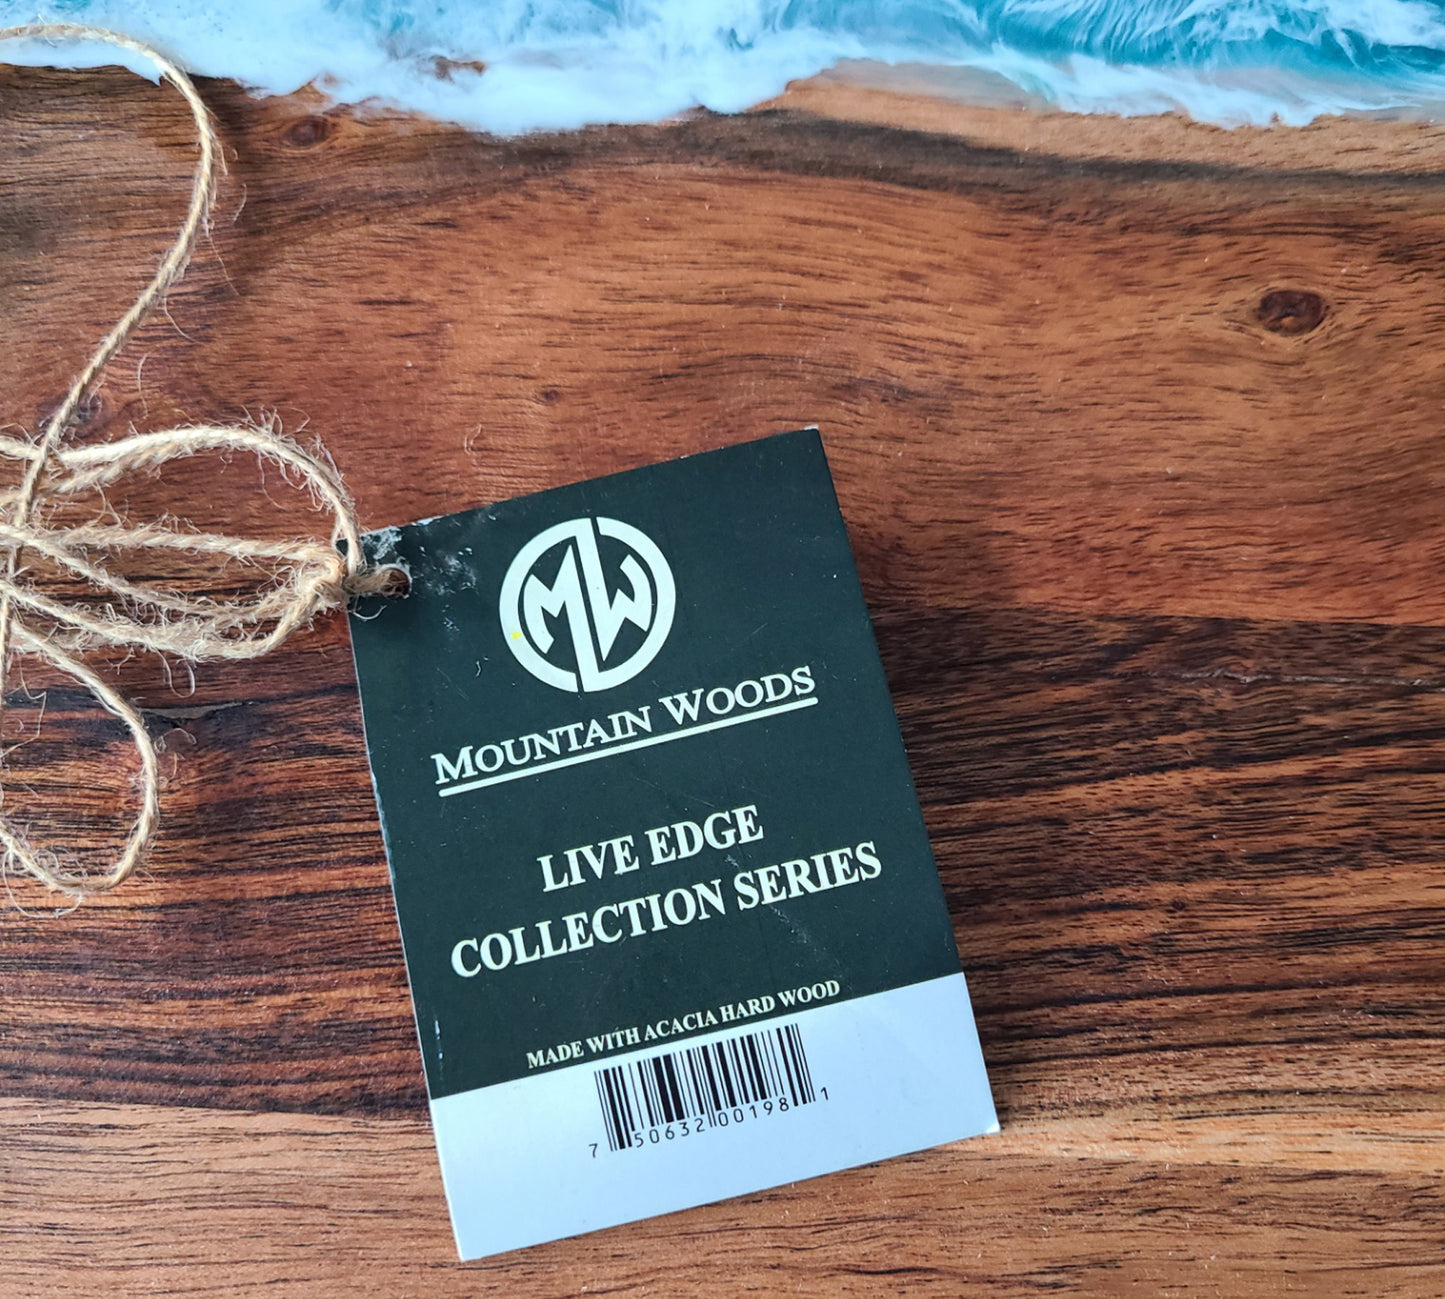 MW
MOUNTAIN WOODS
LIVE EDGE
COLLECTION SERIES
MADE WITH ACACIA HARD WOOD
7 50632 00198 1